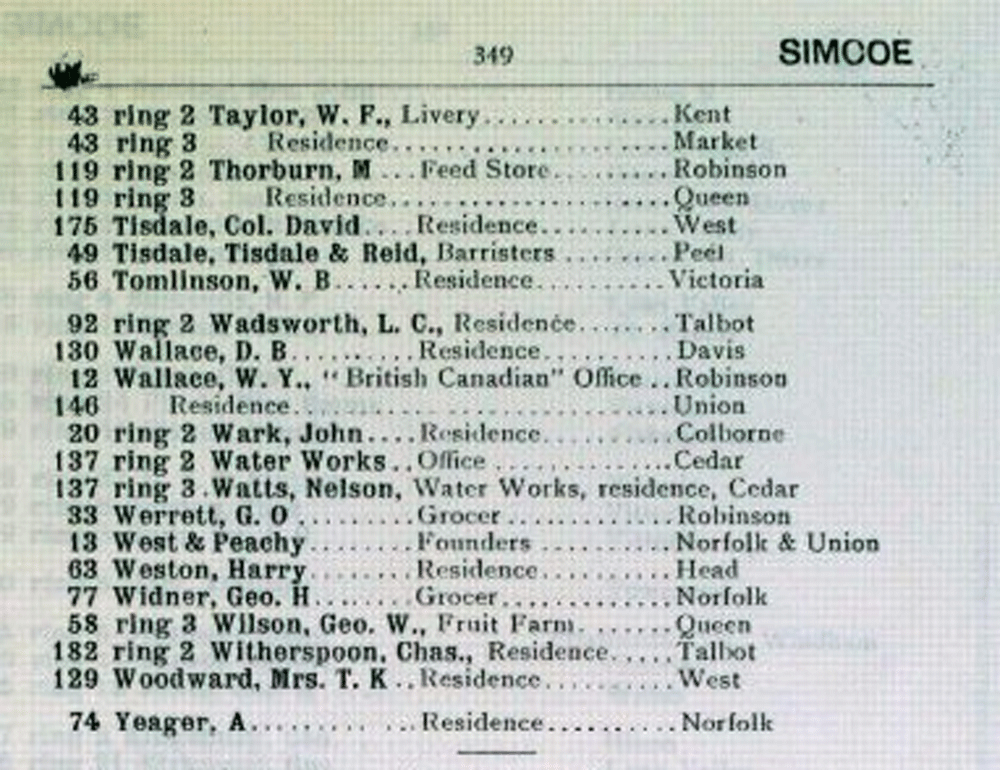 349 SIMCOE
43 ring 2 Taylor, W. F., Livery..............Kent
43 ring 3 Residence....................Market
119 ring 2 Thorburn, M ...Feed Store.........Robinson
119 ring 3 Residence....................Queen
175 Tisdale, Col. David....Residence..........West
49 Tisdale, Tisdale & Reid, Barristers ........Peel
56 Tomlinson, W. B......Residence..........Victoria
92 ring 2 Wadsworth, L. C., Residence.......Talbot
130 Wallace, D. B..........Residence..........Davis
12 Wallace, W. Y., "British Canadian" Office ..Robinson
146 Residence............................Union
20 ring 2 Wark, John....Residence..........Colborne
137 ring 2 Water Works..Office .............Cedar
137 ring 3.Watts, Nelson, Water Works, residence, Cedar
33 Werrett, G. O .........Grocer ............Robinson
13 West & Peachy........Founders ..........Norfolk & Union
63 Weston, Harry........Residence..........Head
77 Widner, Geo. H.......Grocer.............Norfolk
58 ring 3 Wilson, Geo. W., Fruit Farm.......Queen
182 ring 2 Witherspoon, Chas., Residence.....Talbot
129 Woodward, Mrs. T. K ..Residence..........West
74 Yeager, A.............Residence..........Norfolk